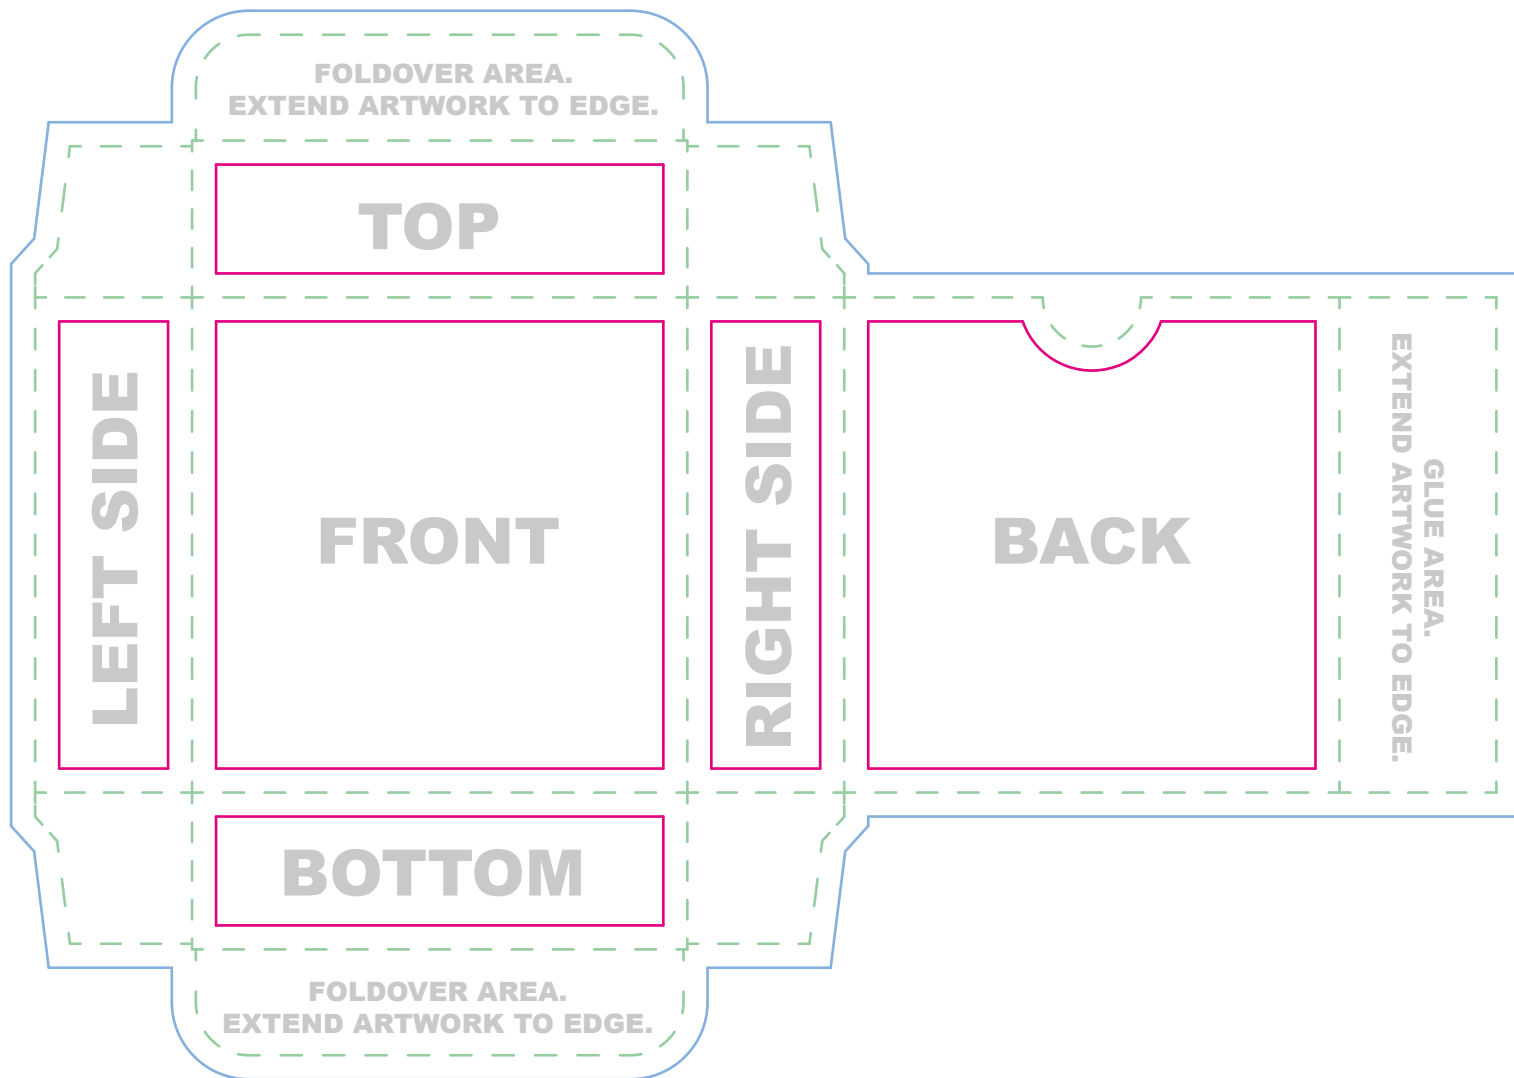 FOLDOVER AREA.
EXTEND ARTWORK TO EDGE.
TOP
LEFT SIDE
FRONT
RIGHT SIDE
BACK
GLUE AREA.
EXTEND ARTWORK TO EDGE.
BOTTOM
FOLDOVER AREA.
EXTEND ARTWORK TO EDGE.